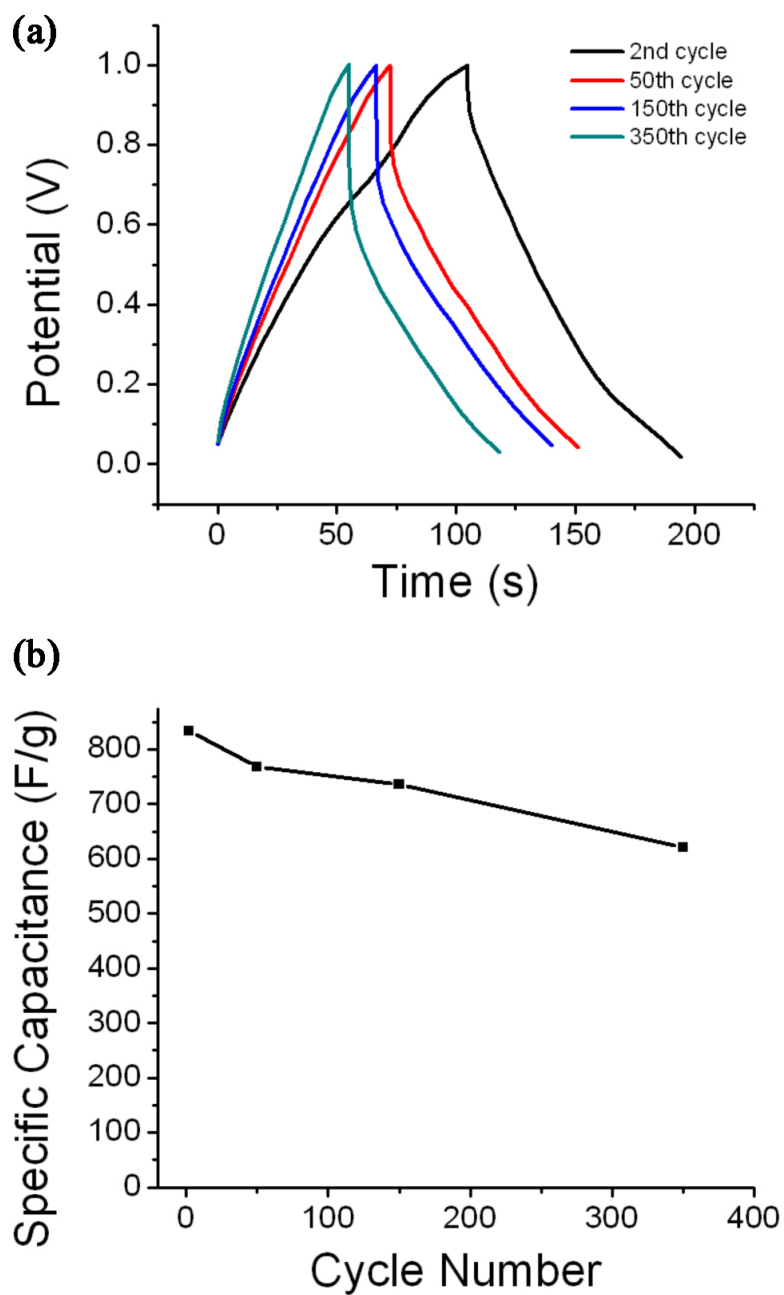 (a)
2nd cycle
50th cycle
150th cycle
350th cycle
1.0
0.8
0.6
0.4
0.2
0.0
Potential (V)
0 50 100 150 200
Time (s)
(b)
800
700
600
500
400
300
200
100
0
Specific Capacitance (F/g)
0 100 200 300 400
Cycle Number